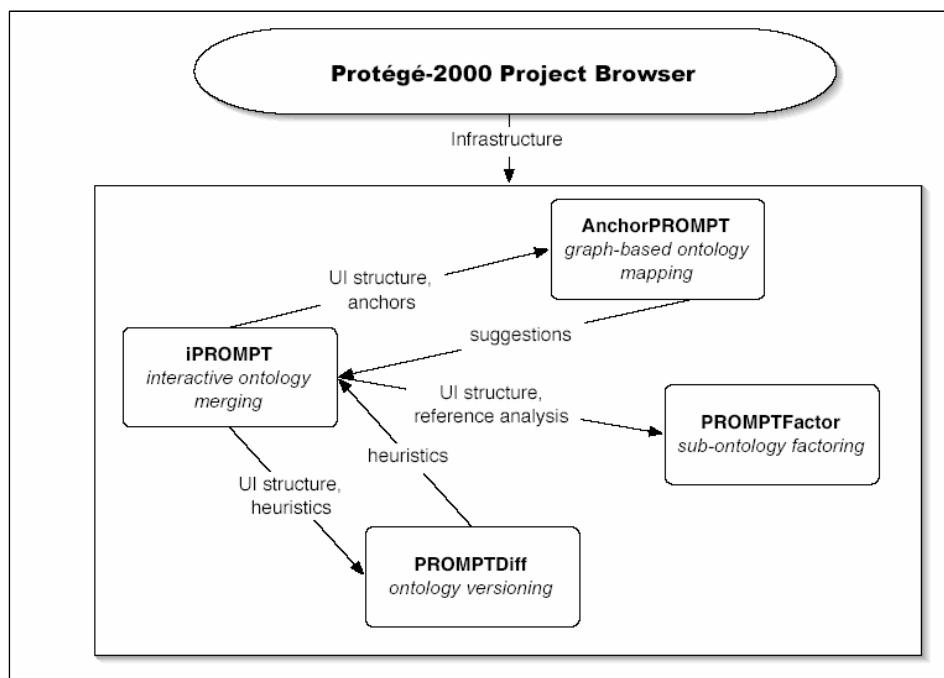 Protégé-2000 Project Browser
Infrastructure
AnchorPROMPT
graph-based ontology
mapping
UI structure,
anchors
suggestions
iPROMPT
interactive ontology
merging
UI structure,
reference analysis
PROMPTFactor
sub-ontology factoring
heuristics
UI structure,
heuristics
PROMPTDiff
ontology versioning